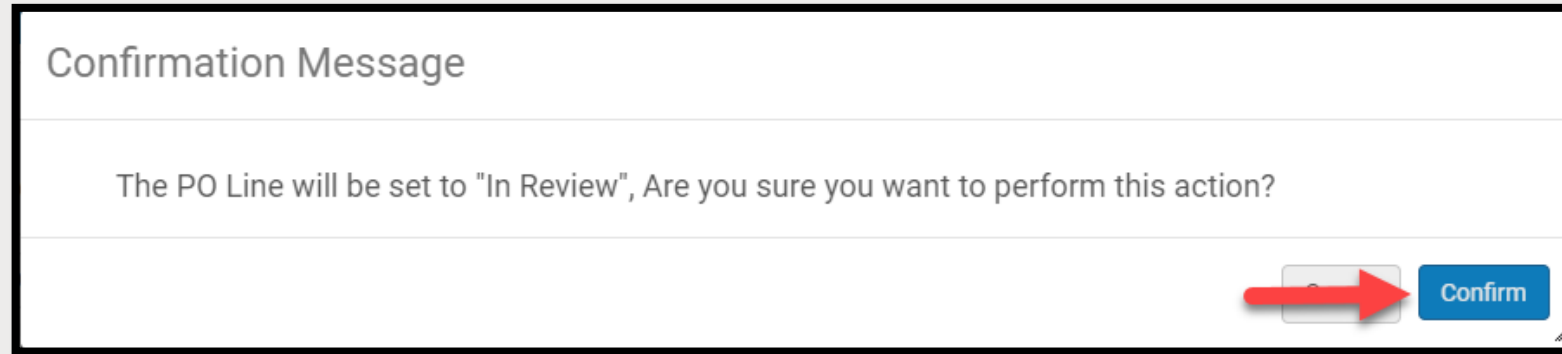 Confirmation Message
The PO Line will be set to "In Review", Are you sure you want to perform this action?
Confirm